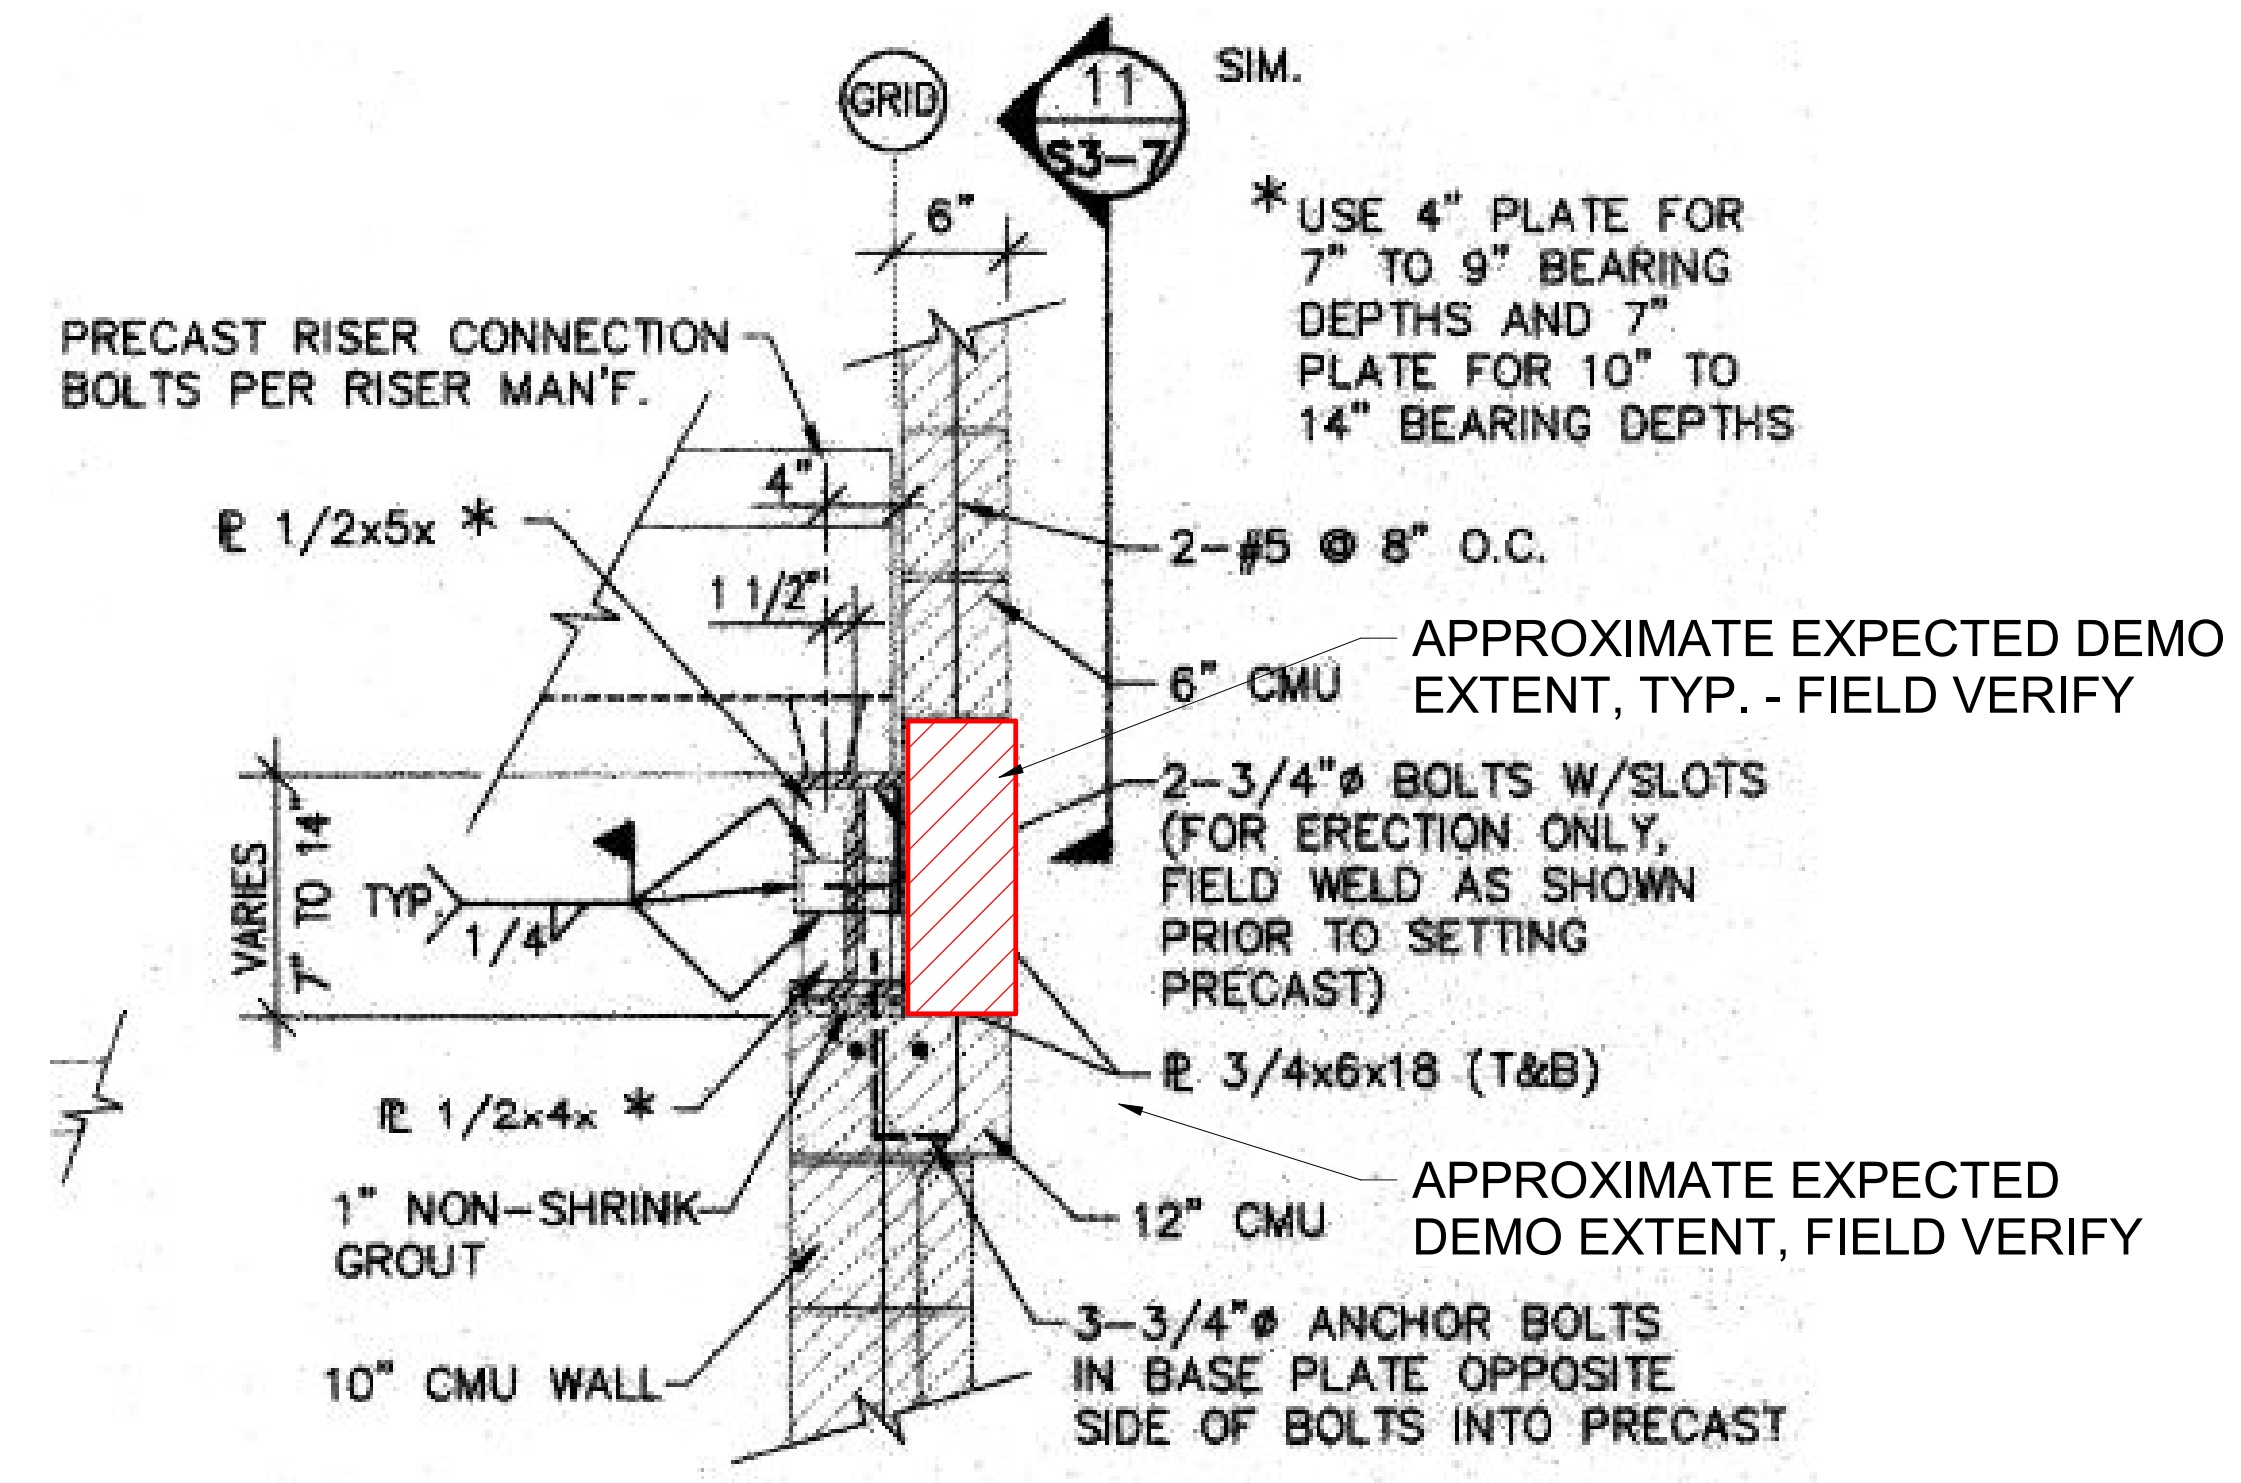 GRID
11
S3-7
SIM.
6"
* USE 4" PLATE FOR
7" TO 9" BEARING
DEPTHS AND 7"
PLATE FOR 10" TO
14" BEARING DEPTHS
PRECAST RISER CONNECTION
BOLTS PER RISER MAN'F.
4"
℄ 1/2x5x *
2-#5 @ 8" O.C.
1 1/2"
6" CMU
APPROXIMATE EXPECTED DEMO
EXTENT, TYP. - FIELD VERIFY
2-3/4"ø BOLTS W/SLOTS
(FOR ERECTION ONLY,
FIELD WELD AS SHOWN
PRIOR TO SETTING
PRECAST)
VARIES
7" TO 14"
TYP.
1/4
℄ 3/4x6x18 (T&B)
℄ 1/2x4x *
APPROXIMATE EXPECTED
DEMO EXTENT, FIELD VERIFY
1" NON-SHRINK
GROUT
12" CMU
10" CMU WALL
3-3/4"ø ANCHOR BOLTS
IN BASE PLATE OPPOSITE
SIDE OF BOLTS INTO PRECAST